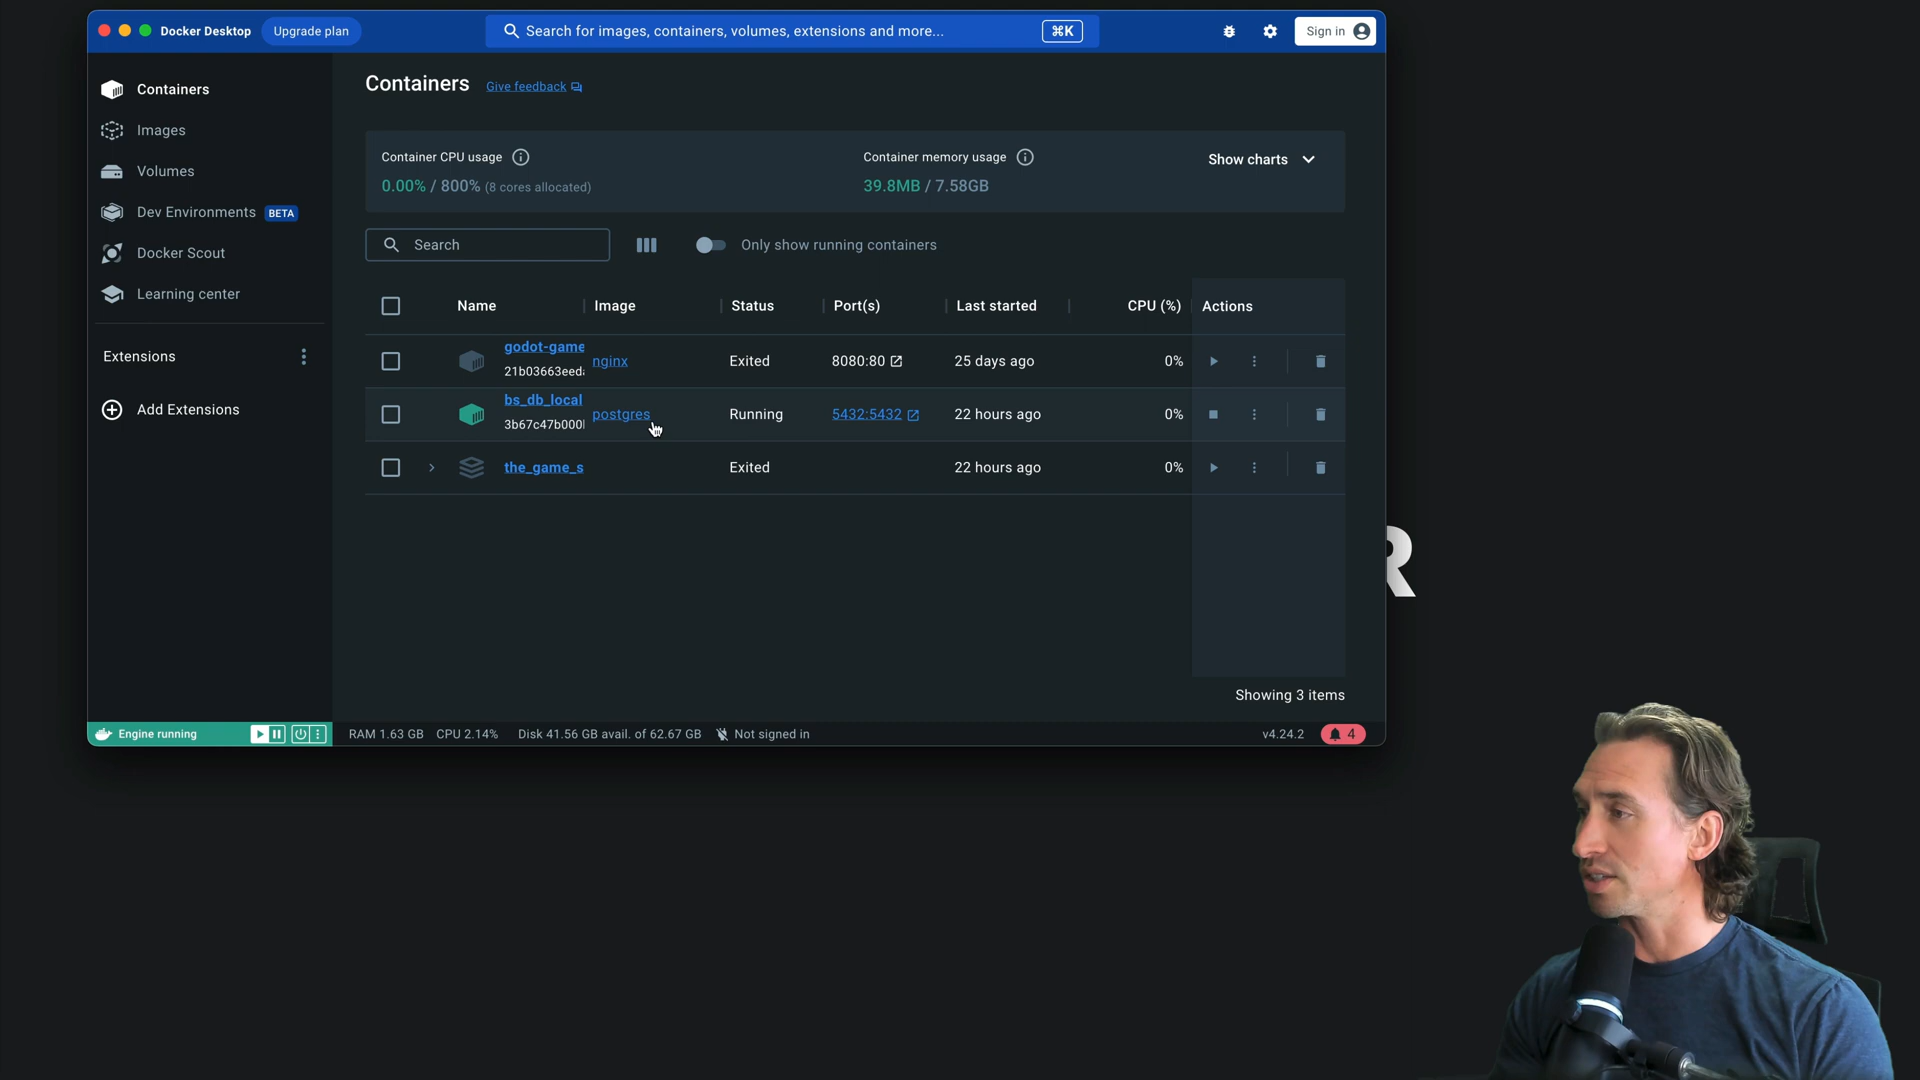 Docker Desktop
Upgrade plan
Search for images, containers, volumes, extensions and more...
⌘K
Sign in
Containers
Images
Volumes
Dev Environments BETA
Docker Scout
Learning center
Extensions
Add Extensions
Containers
Give feedback
Container CPU usage
0.00% / 800% (8 cores allocated)
Container memory usage
39.8MB / 7.58GB
Show charts
Search
Only show running containers
Name Image Status Port(s) Last started CPU (%) Actions
godot-game
21b03663eed
nginx Exited 8080:80 25 days ago 0%
bs_db_local
3b67c47b000
postgres Running 5432:5432 22 hours ago 0%
the_game_s Exited 22 hours ago 0%
Showing 3 items
Engine running
RAM 1.63 GB CPU 2.14% Disk 41.56 GB avail. of 62.67 GB Not signed in
v4.24.2
4
R